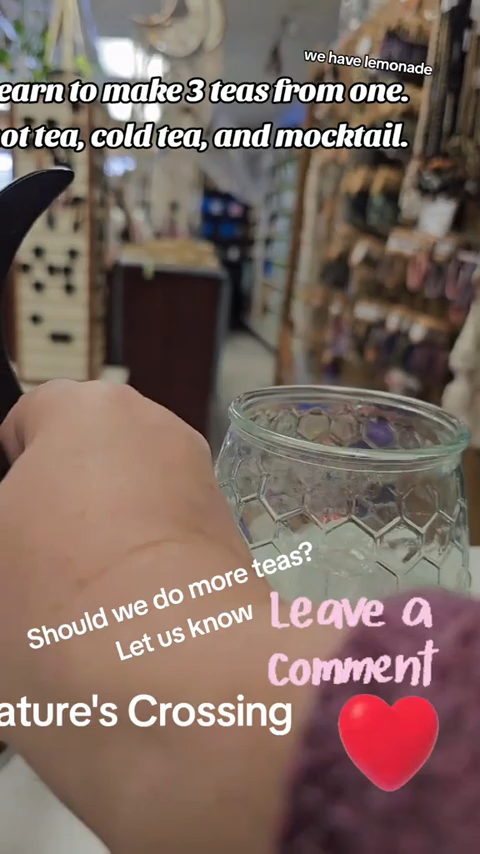 we have lemonade
earn to make 3 teas from one.
ot tea, cold tea, and mocktail.
Should we do more teas?
Let us know
Leave a
comment
ature's Crossing